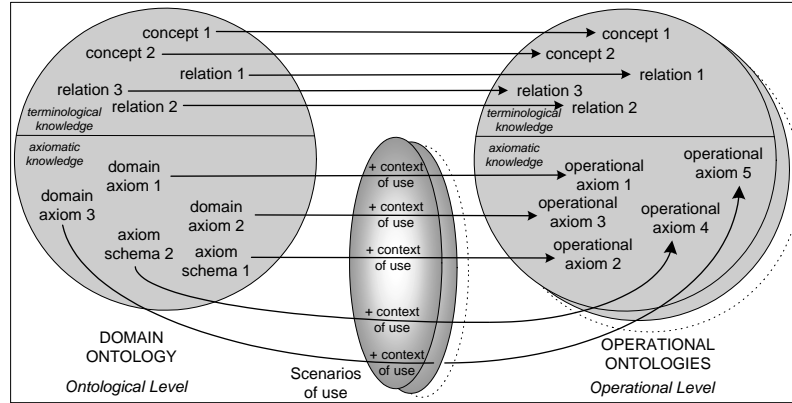 concept 1
concept 2
relation 1
relation 3
relation 2
terminological
knowledge
axiomatic
knowledge
domain
axiom 1
domain
axiom 3
domain
axiom 2
axiom
schema 2
axiom
schema 1
DOMAIN
ONTOLOGY
Ontological Level
+ context
of use
+ context
of use
+ context
of use
+ context
of use
+ context
of use
Scenarios
of use
concept 1
concept 2
relation 1
relation 3
relation 2
terminological
knowledge
axiomatic
knowledge
operational
axiom 5
operational
axiom 1
operational
axiom 3
operational
axiom 4
operational
axiom 2
OPERATIONAL
ONTOLOGIES
Operational Level